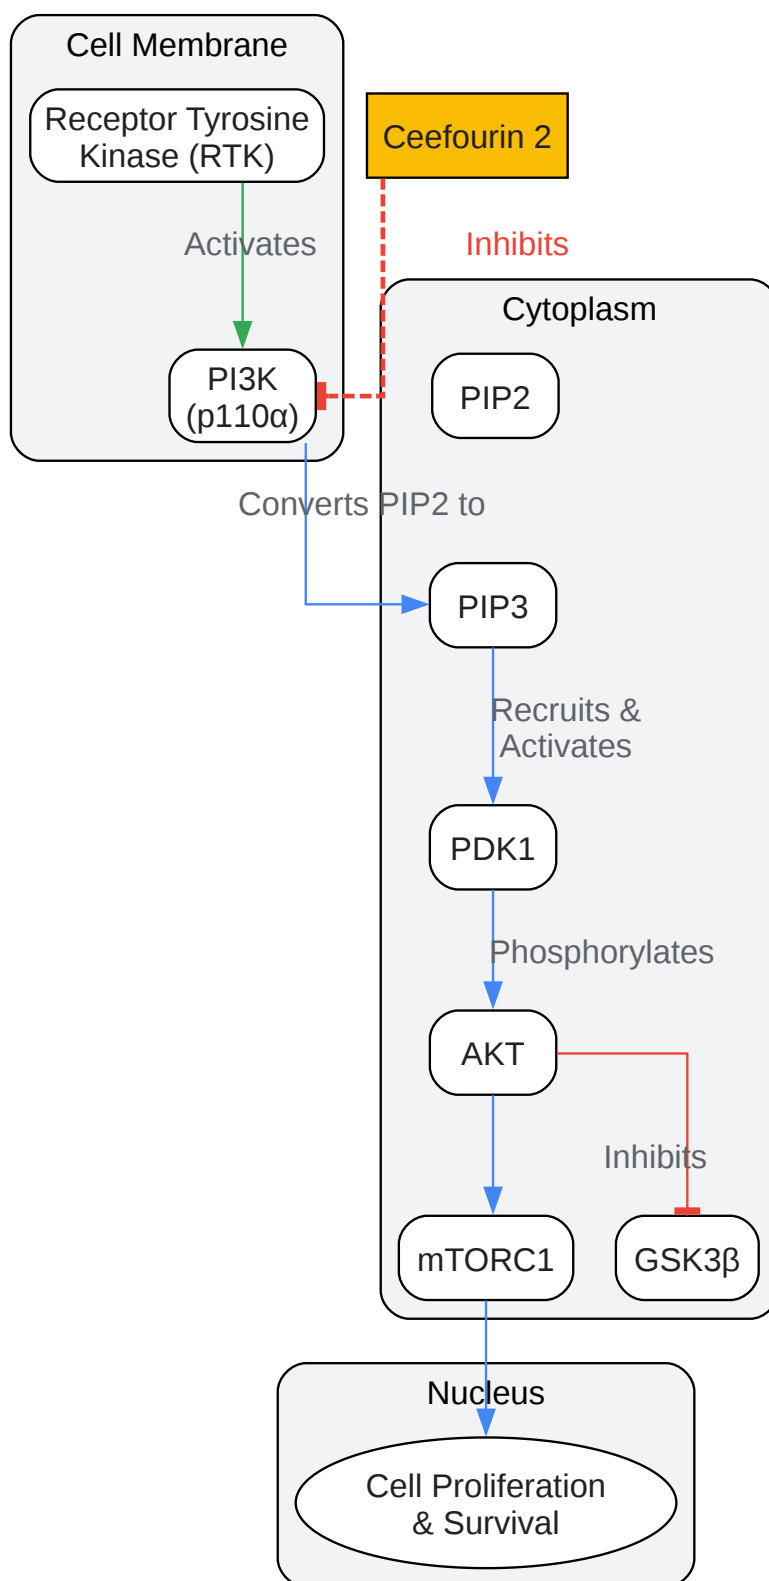 Cell Membrane
Receptor Tyrosine
Kinase (RTK)
Ceefourin 2
Activates
Inhibits
Cytoplasm
PI3K
(p110α)
PIP2
Converts PIP2 to
PIP3
Recruits &
Activates
PDK1
Phosphorylates
AKT
Inhibits
mTORC1
GSK3β
Nucleus
Cell Proliferation
& Survival